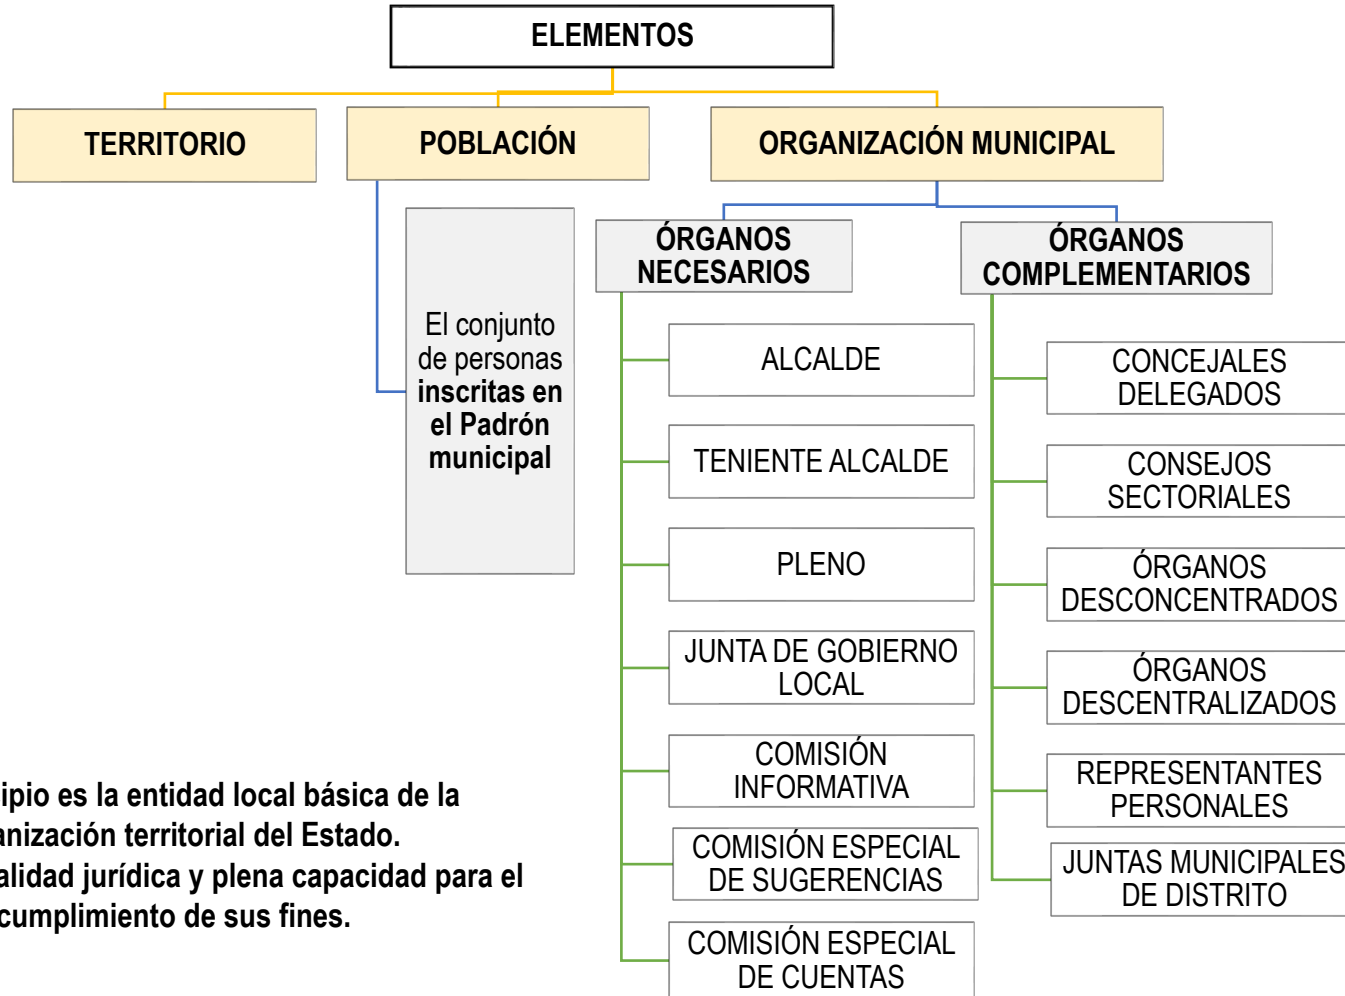 ELEMENTOS
TERRITORIO
POBLACIÓN
ORGANIZACIÓN MUNICIPAL
El conjunto
de personas
inscritas en
el Padrón
municipal
ÓRGANOS
NECESARIOS
ALCALDE
TENIENTE ALCALDE
PLENO
JUNTA DE GOBIERNO
LOCAL
COMISIÓN
INFORMATIVA
COMISIÓN ESPECIAL
DE SUGERENCIAS
COMISIÓN ESPECIAL
DE CUENTAS
ÓRGANOS
COMPLEMENTARIOS
CONCEJALES
DELEGADOS
CONSEJOS
SECTORIALES
ÓRGANOS
DESCONCENTRADOS
ÓRGANOS
DESCENTRALIZADOS
REPRESENTANTES
PERSONALES
JUNTAS MUNICIPALES
DE DISTRITO
ipio es la entidad local básica de la
anización territorial del Estado.
alidad jurídica y plena capacidad para el
cumplimiento de sus fines.